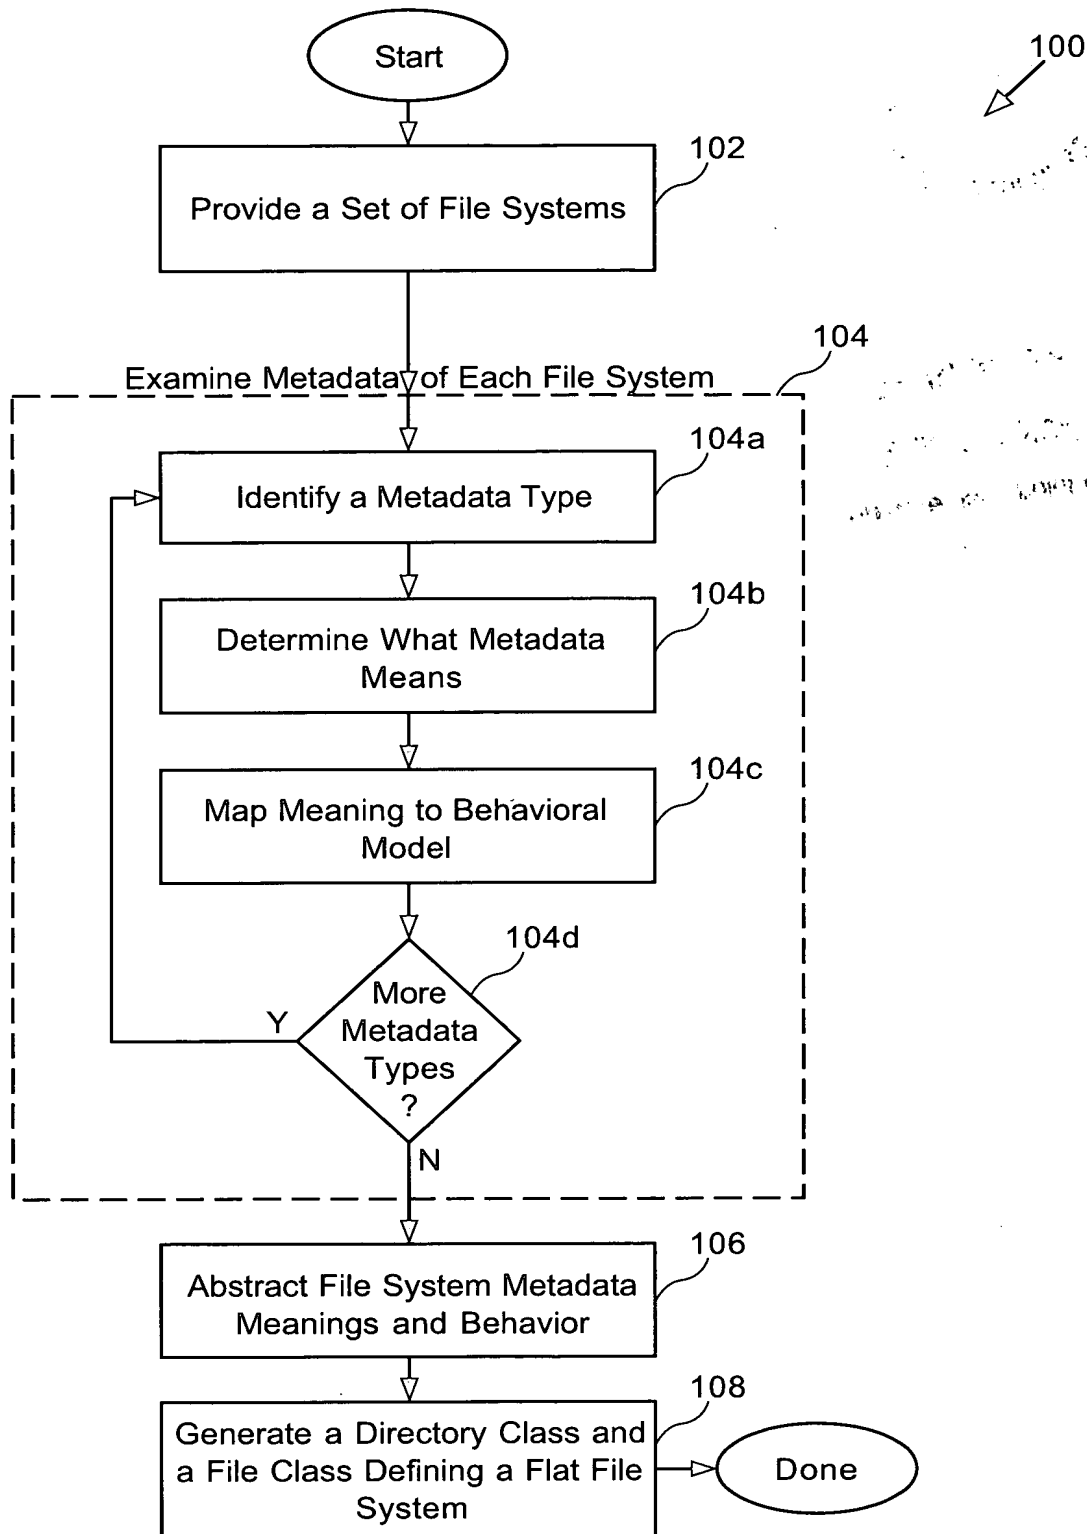 Start
100
102
Provide a Set of File Systems
104
Examine Metadata of Each File System
104a
Identify a Metadata Type
104b
Determine What Metadata
Means
104c
Map Meaning to Behavioral
Model
104d
More
Metadata
Types
?
Y
N
106
Abstract File System Metadata
Meanings and Behavior
108
Generate a Directory Class and
a File Class Defining a Flat File
System
Done